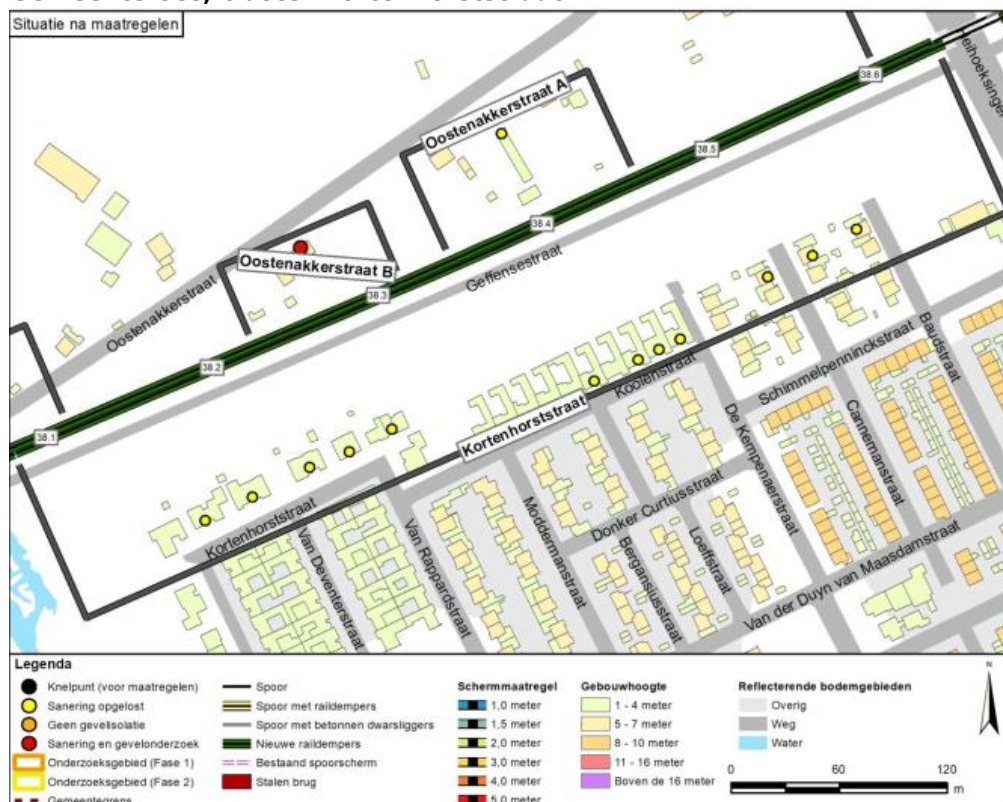 Situatie na maatregelen
Oostenakkerstraat A
Oostenakkerstraat B
Oostenakkerstraat
Geffensestraat
38.6
38.5
38.4
38.3
38.2
38.1
Kortenhorststraat
Koolenstraat
Kortenhorststraat
Schimmelpenninckstraat
Baudstraat
Cannemanstraat
De Kempenaerstraat
Donker Curtiusstraat
Moddermanstraat
Van Rappardstraat
Van Deventerstraat
Bergansiusstraat
Loeffstraat
Van der Duyn van Maasdamstraat
Legenda
Knelpunt (voor maatregelen)
Sanering opgelost
Geen gevelisolatie
Sanering en gevelonderzoek
Onderzoeksgebied (Fase 1)
Onderzoeksgebied (Fase 2)
Gemeentegrens
Spoor
Spoor met raildempers
Spoor met betonnen dwarsliggers
Nieuwe raildempers
Bestaand spoorscherm
Stalen brug
Schermmaatregel
1,0 meter
1,5 meter
2,0 meter
3,0 meter
4,0 meter
5,0 meter
Gebouwhoogte
1 - 4 meter
5 - 7 meter
8 - 10 meter
11 - 16 meter
Boven de 16 meter
Reflecterende bodemgebieden
Overig
Weg
Water
N
0 60 120
m